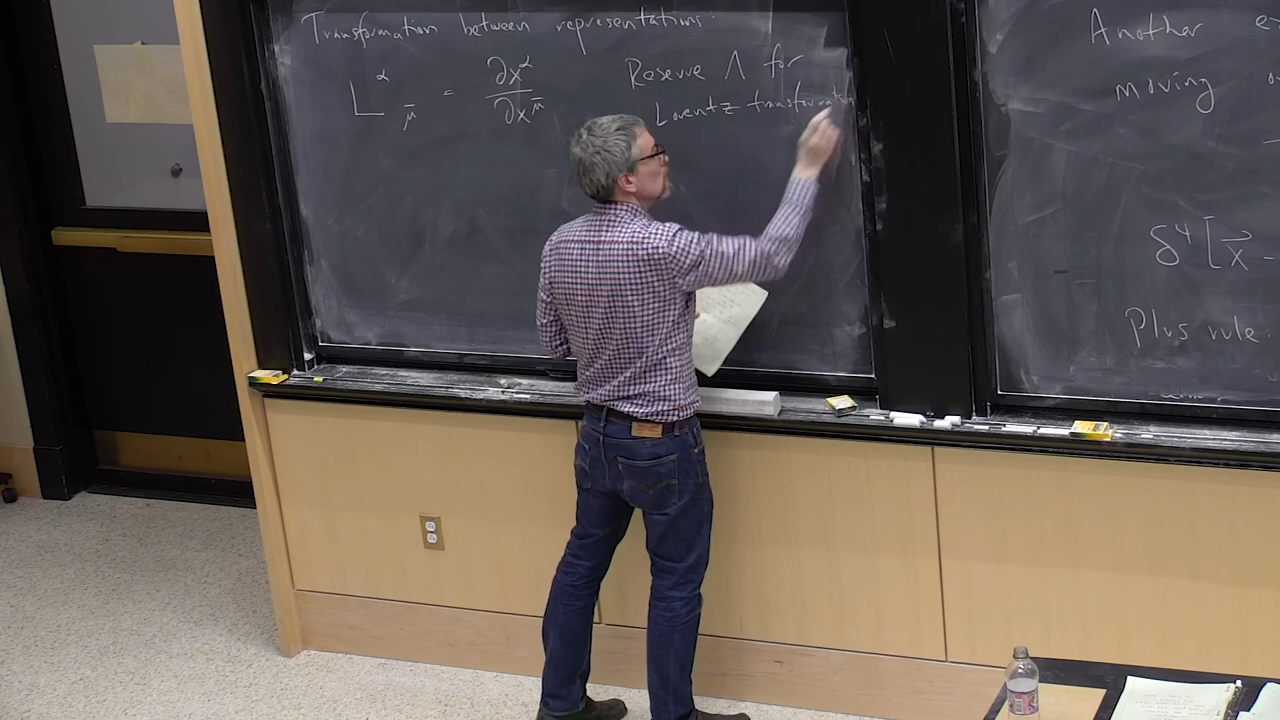 Transformation between representations:
L^α_μ̄ = ∂x^α / ∂x^μ̄
Reserve Λ for
Lorentz transformation
Another
moving
δ⁴[x⃗ -
Plus rule: